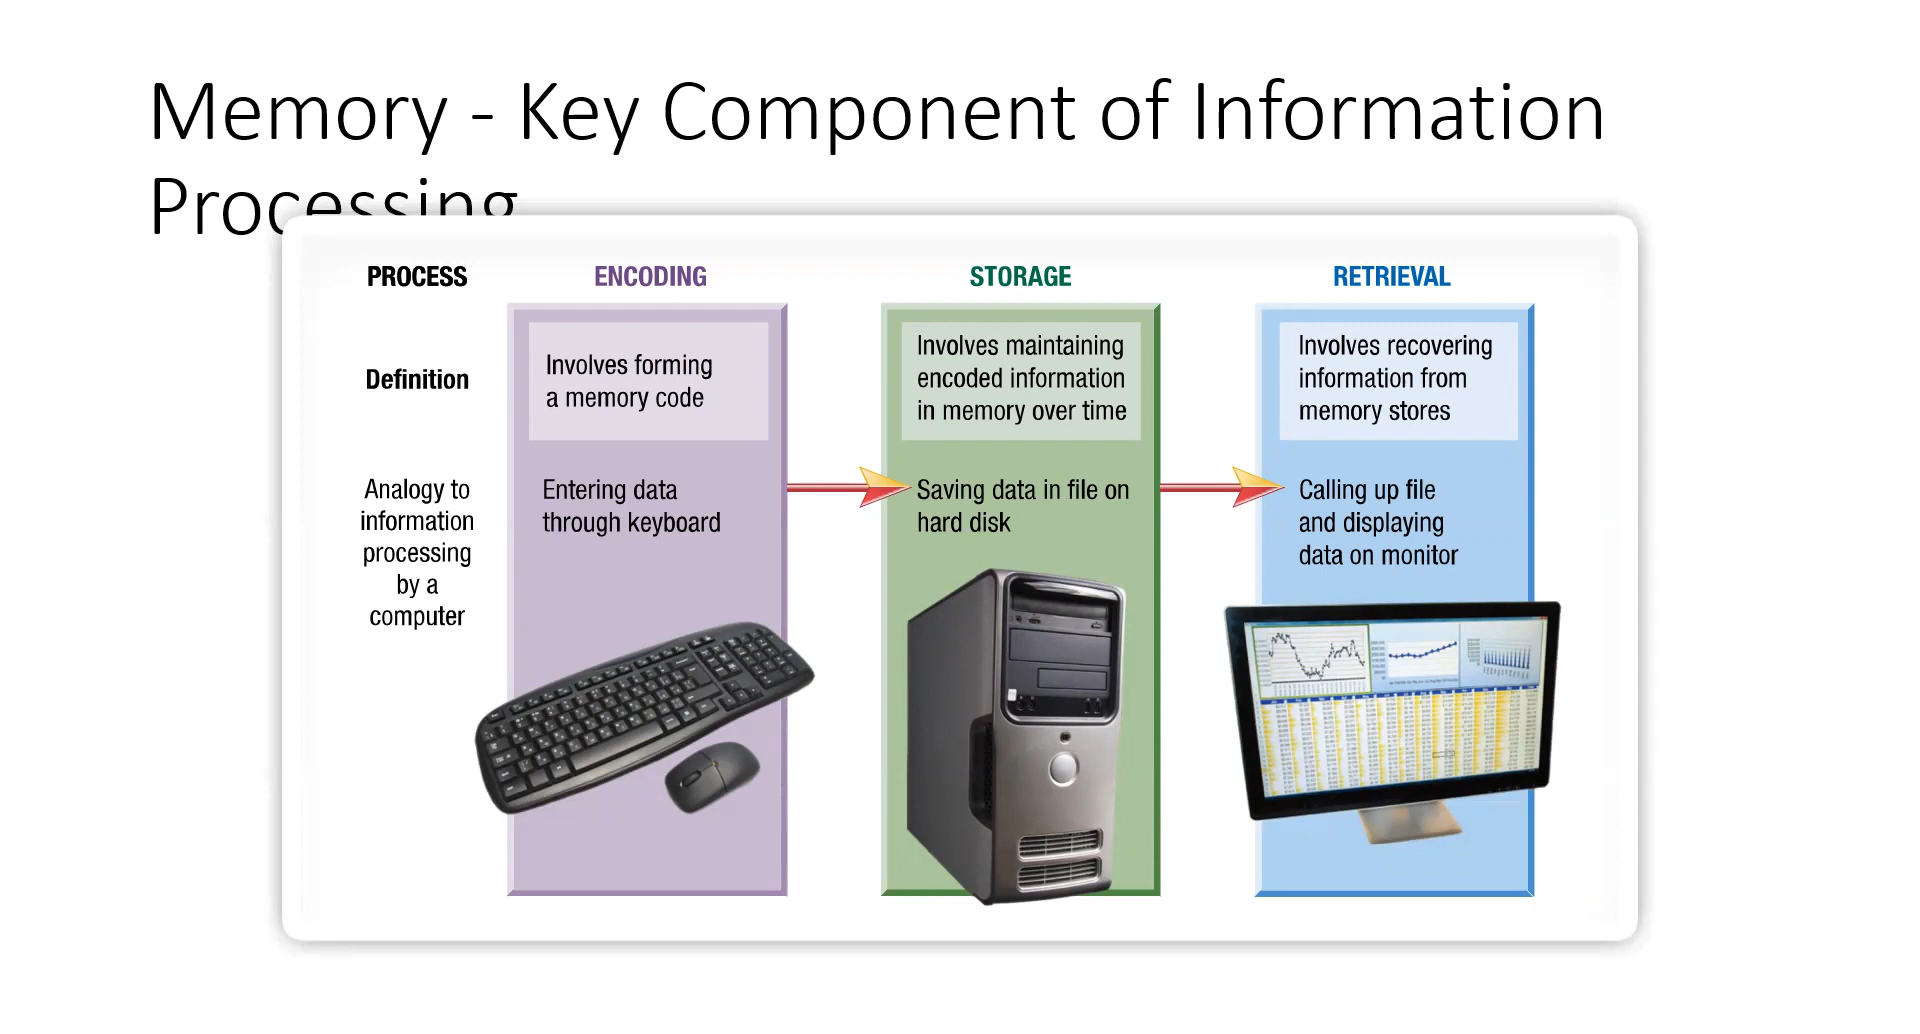 Memory - Key Component of Information
Processing
PROCESS
ENCODING
STORAGE
RETRIEVAL
Definition
Involves forming
a memory code
Involves maintaining
encoded information
in memory over time
Involves recovering
information from
memory stores
Analogy to
information
processing
by a
computer
Entering data
through keyboard
Saving data in file on
hard disk
Calling up file
and displaying
data on monitor